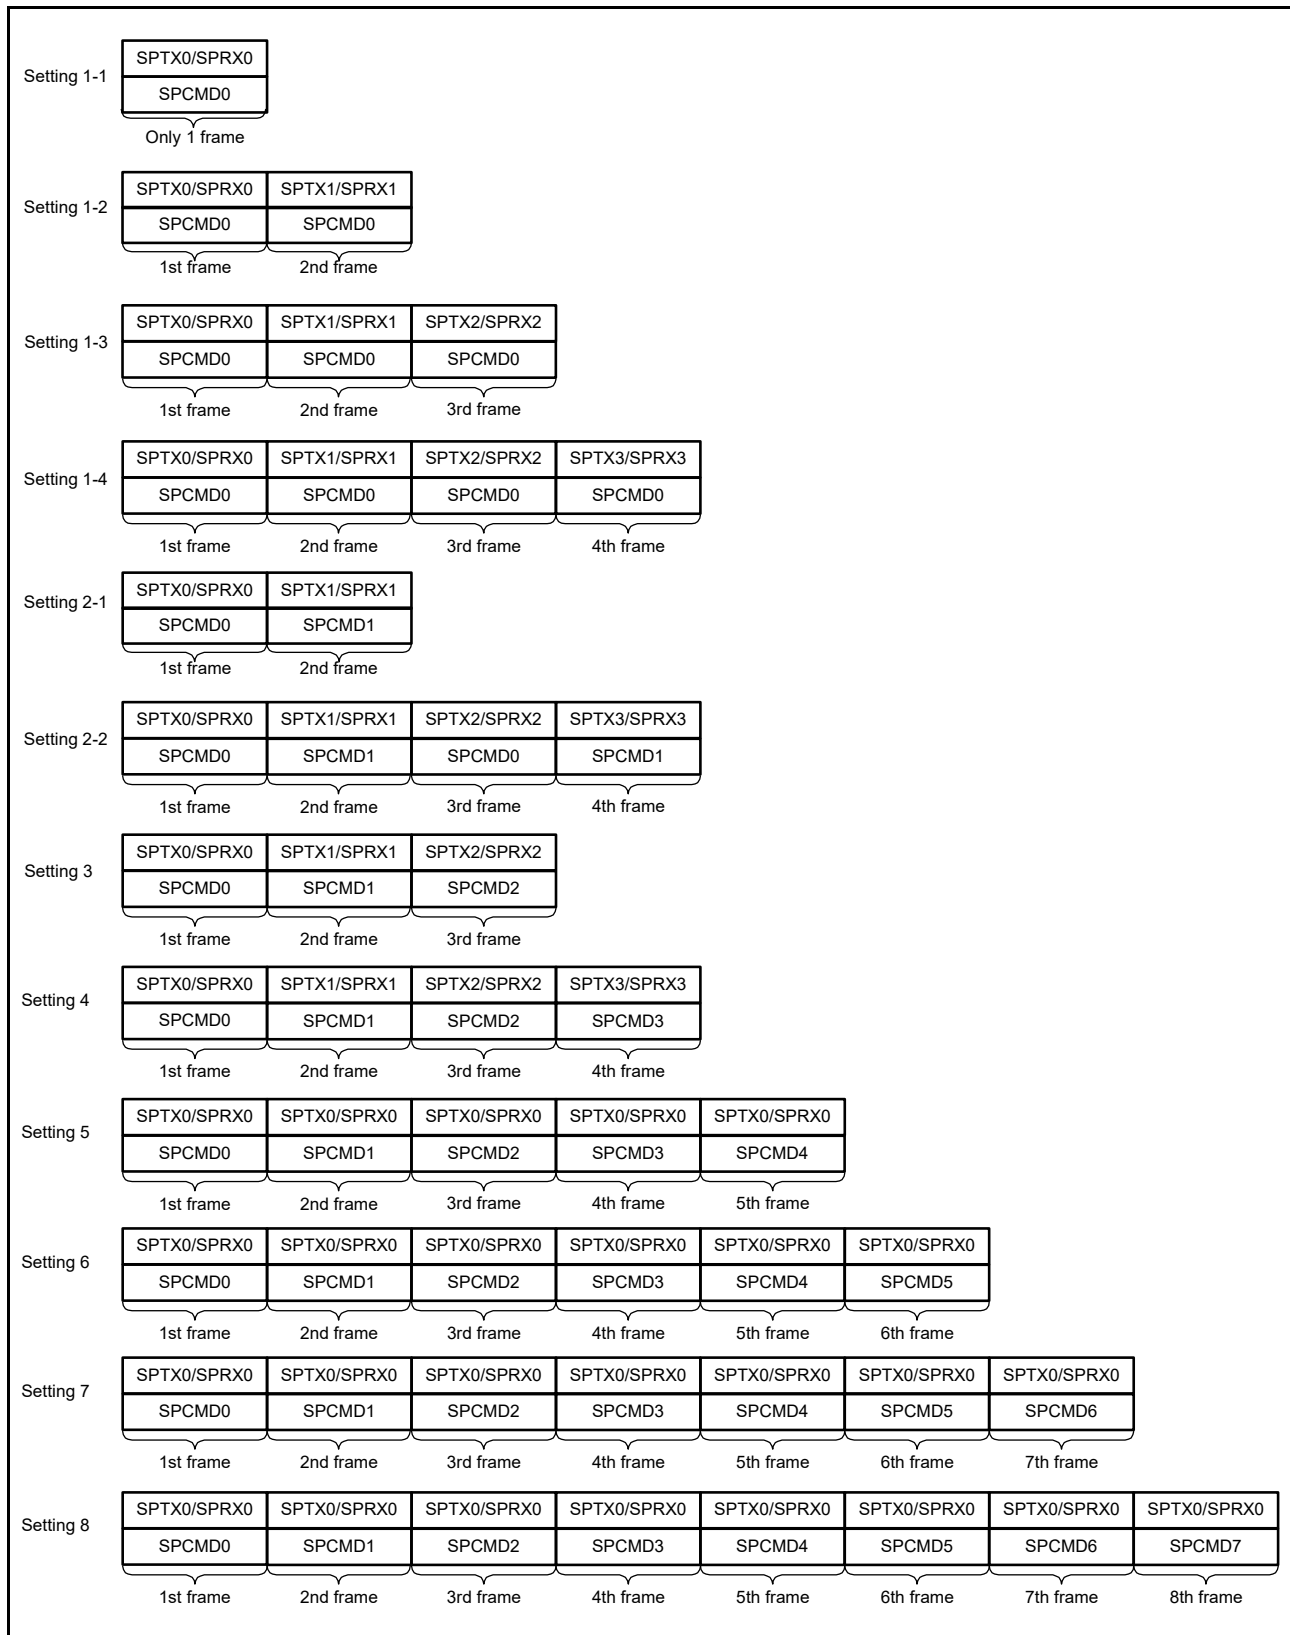 Setting 1-1
SPTX0/SPRX0
SPCMD0
Only 1 frame
Setting 1-2
SPTX0/SPRX0 SPTX1/SPRX1
SPCMD0 SPCMD0
1st frame 2nd frame
Setting 1-3
SPTX0/SPRX0 SPTX1/SPRX1 SPTX2/SPRX2
SPCMD0 SPCMD0 SPCMD0
1st frame 2nd frame 3rd frame
Setting 1-4
SPTX0/SPRX0 SPTX1/SPRX1 SPTX2/SPRX2 SPTX3/SPRX3
SPCMD0 SPCMD0 SPCMD0 SPCMD0
1st frame 2nd frame 3rd frame 4th frame
Setting 2-1
SPTX0/SPRX0 SPTX1/SPRX1
SPCMD0 SPCMD1
1st frame 2nd frame
Setting 2-2
SPTX0/SPRX0 SPTX1/SPRX1 SPTX2/SPRX2 SPTX3/SPRX3
SPCMD0 SPCMD1 SPCMD0 SPCMD1
1st frame 2nd frame 3rd frame 4th frame
Setting 3
SPTX0/SPRX0 SPTX1/SPRX1 SPTX2/SPRX2
SPCMD0 SPCMD1 SPCMD2
1st frame 2nd frame 3rd frame
Setting 4
SPTX0/SPRX0 SPTX1/SPRX1 SPTX2/SPRX2 SPTX3/SPRX3
SPCMD0 SPCMD1 SPCMD2 SPCMD3
1st frame 2nd frame 3rd frame 4th frame
Setting 5
SPTX0/SPRX0 SPTX0/SPRX0 SPTX0/SPRX0 SPTX0/SPRX0 SPTX0/SPRX0
SPCMD0 SPCMD1 SPCMD2 SPCMD3 SPCMD4
1st frame 2nd frame 3rd frame 4th frame 5th frame
Setting 6
SPTX0/SPRX0 SPTX0/SPRX0 SPTX0/SPRX0 SPTX0/SPRX0 SPTX0/SPRX0 SPTX0/SPRX0
SPCMD0 SPCMD1 SPCMD2 SPCMD3 SPCMD4 SPCMD5
1st frame 2nd frame 3rd frame 4th frame 5th frame 6th frame
Setting 7
SPTX0/SPRX0 SPTX0/SPRX0 SPTX0/SPRX0 SPTX0/SPRX0 SPTX0/SPRX0 SPTX0/SPRX0 SPTX0/SPRX0
SPCMD0 SPCMD1 SPCMD2 SPCMD3 SPCMD4 SPCMD5 SPCMD6
1st frame 2nd frame 3rd frame 4th frame 5th frame 6th frame 7th frame
Setting 8
SPTX0/SPRX0 SPTX0/SPRX0 SPTX0/SPRX0 SPTX0/SPRX0 SPTX0/SPRX0 SPTX0/SPRX0 SPTX0/SPRX0 SPTX0/SPRX0
SPCMD0 SPCMD1 SPCMD2 SPCMD3 SPCMD4 SPCMD5 SPCMD6 SPCMD7
1st frame 2nd frame 3rd frame 4th frame 5th frame 6th frame 7th frame 8th frame